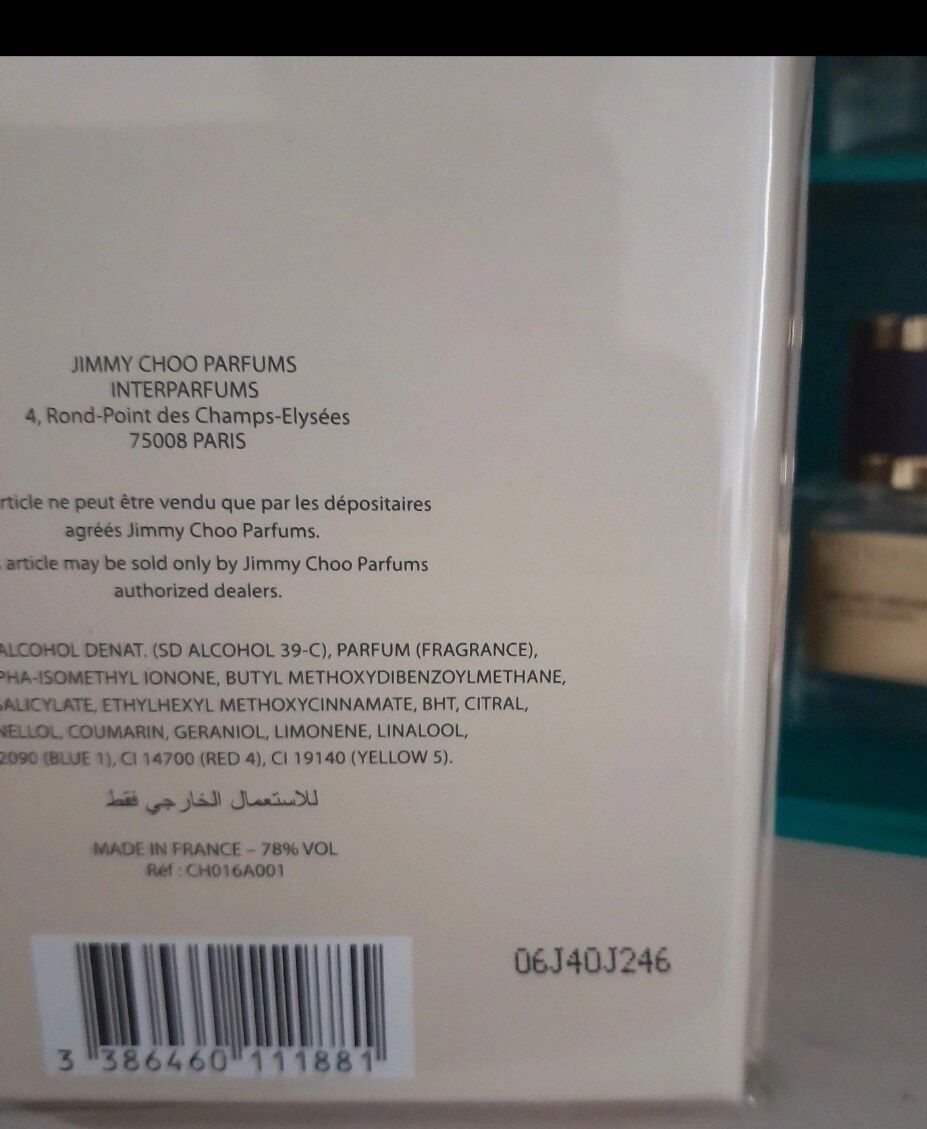 JIMMY CHOO PARFUMS
INTERPARFUMS
4, Rond-Point des Champs-Elysées
75008 PARIS
rticle ne peut être vendu que par les dépositaires
agréés Jimmy Choo Parfums.
article may be sold only by Jimmy Choo Parfums
authorized dealers.
ALCOHOL DENAT. (SD ALCOHOL 39-C), PARFUM (FRAGRANCE),
PHA-ISOMETHYL IONONE, BUTYL METHOXYDIBENZOYLMETHANE,
SALICYLATE, ETHYLHEXYL METHOXYCINNAMATE, BHT, CITRAL,
NELLOL, COUMARIN, GERANIOL, LIMONENE, LINALOOL,
2090 (BLUE 1), CI 14700 (RED 4), CI 19140 (YELLOW 5).
للاستعمال الخارجي فقط
MADE IN FRANCE – 78% VOL
Réf : CH016A001
06J40J246
3 386460 111881